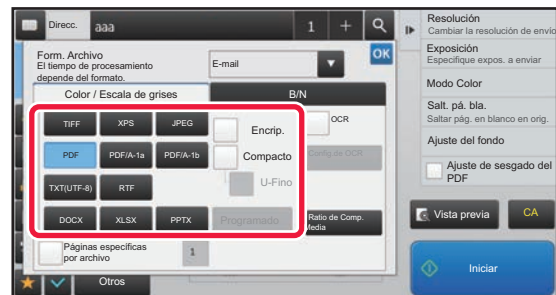 Direcc.
aaa
1
+
Form. Archivo
El tiempo de procesamiento
depende del formato.
E-mail
OK
Color / Escala de grises
B/N
TIFF
XPS
JPEG
Encrip.
OCR
PDF
PDF/A-1a
PDF/A-1b
Compacto
Config de OCR
TXT(UTF-8)
RTF
U-Fino
DOCX
XLSX
PPTX
Programado
Ratio de Comp.
Media
Páginas específicas
por archivo
1
Otros
Resolución
Cambiar la resolución de envío
Exposición
Especifique expos. a enviar
Modo Color
Salt. pá. bla.
Saltar pág. en blanco en orig.
Ajuste del fondo
Ajuste de sesgado del
PDF
Vista previa
CA
Iniciar